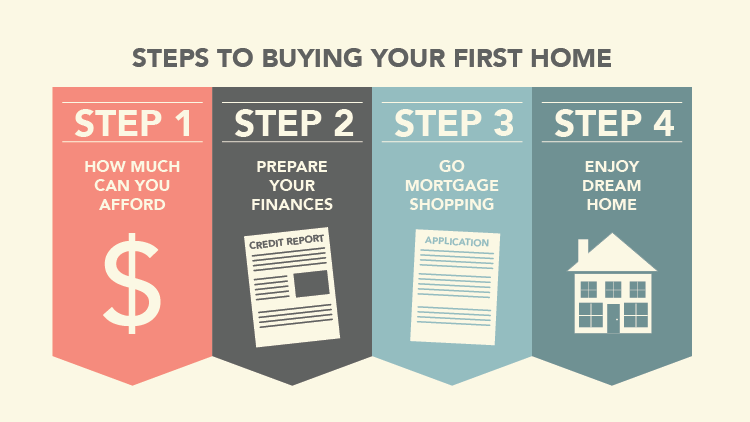 STEPS TO BUYING YOUR FIRST HOME
STEP 1
HOW MUCH
CAN YOU
AFFORD
$
STEP 2
PREPARE
YOUR
FINANCES
CREDIT REPORT
STEP 3
GO
MORTGAGE
SHOPPING
APPLICATION
STEP 4
ENJOY
DREAM
HOME